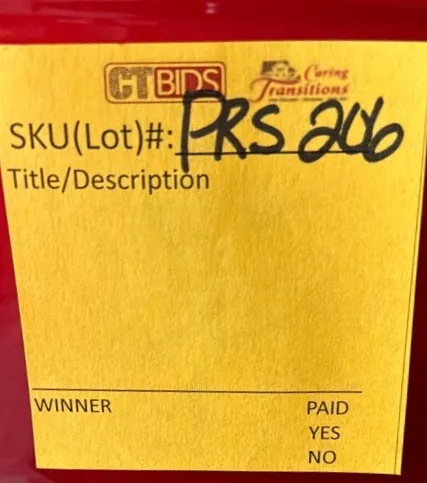 CTBIDS Caring Transitions
SKU(Lot)#: PRS 206
Title/Description
WINNER PAID
YES
NO